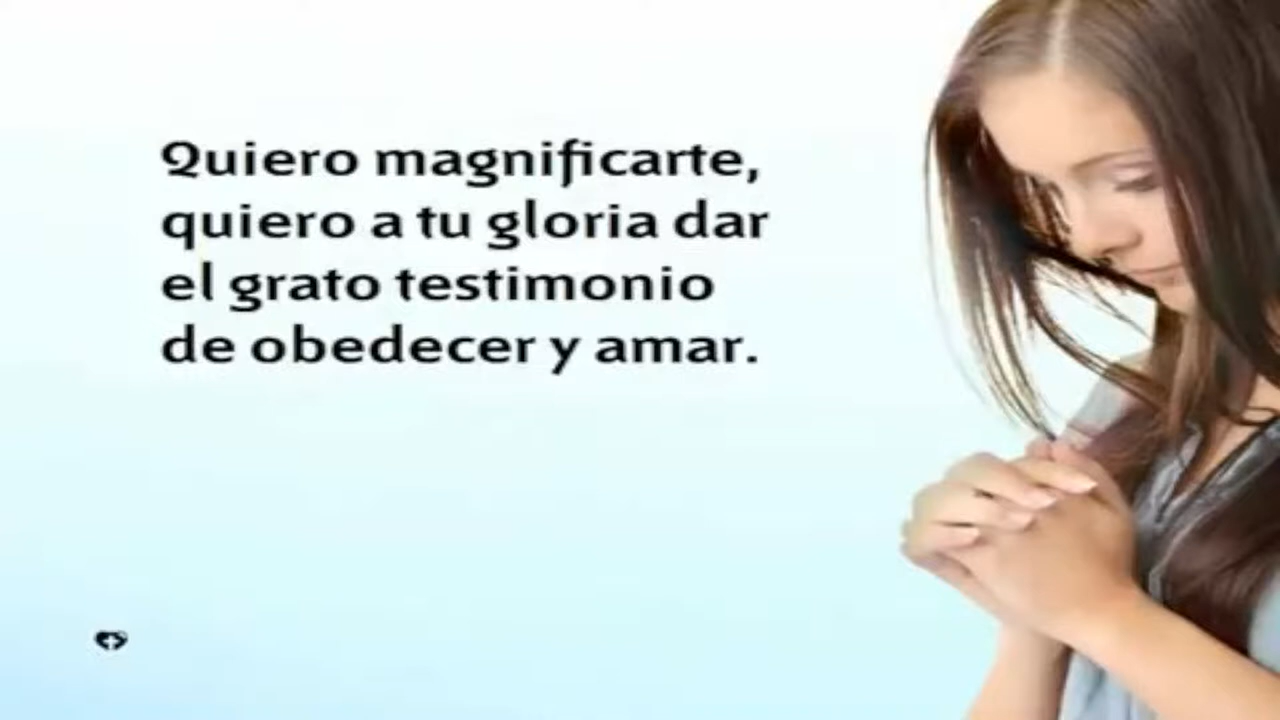 Quiero magnificarte,
quiero a tu gloria dar
el grato testimonio
de obedecer y amar.